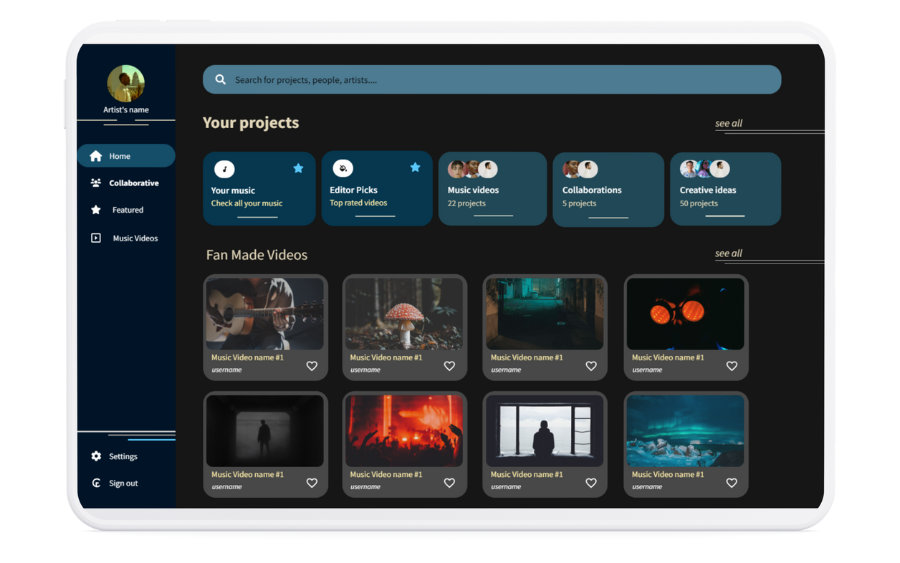 Artist's name
Home
Collaborative
Featured
Music Videos
Settings
Sign out
Search for projects, people, artists....
Your projects
see all
Your music
Check all your music
Editor Picks
Top rated videos
Music videos
22 projects
Collaborations
5 projects
Creative ideas
50 projects
Fan Made Videos
see all
Music Video name #1
username
Music Video name #1
username
Music Video name #1
username
Music Video name #1
username
Music Video name #1
username
Music Video name #1
username
Music Video name #1
username
Music Video name #1
username